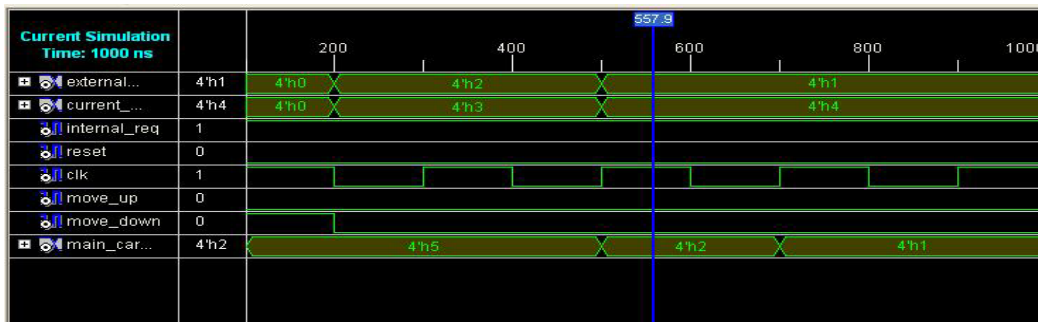 557.9
Current Simulation
Time: 1000 ns
200 400 600 800 1000
external... 4'h1 4'h0 4'h2 4'h1
current_... 4'h4 4'h0 4'h3 4'h4
internal_req 1
reset 0
clk 1
move_up 0
move_down 0
main_car... 4'h2 4'h5 4'h2 4'h1